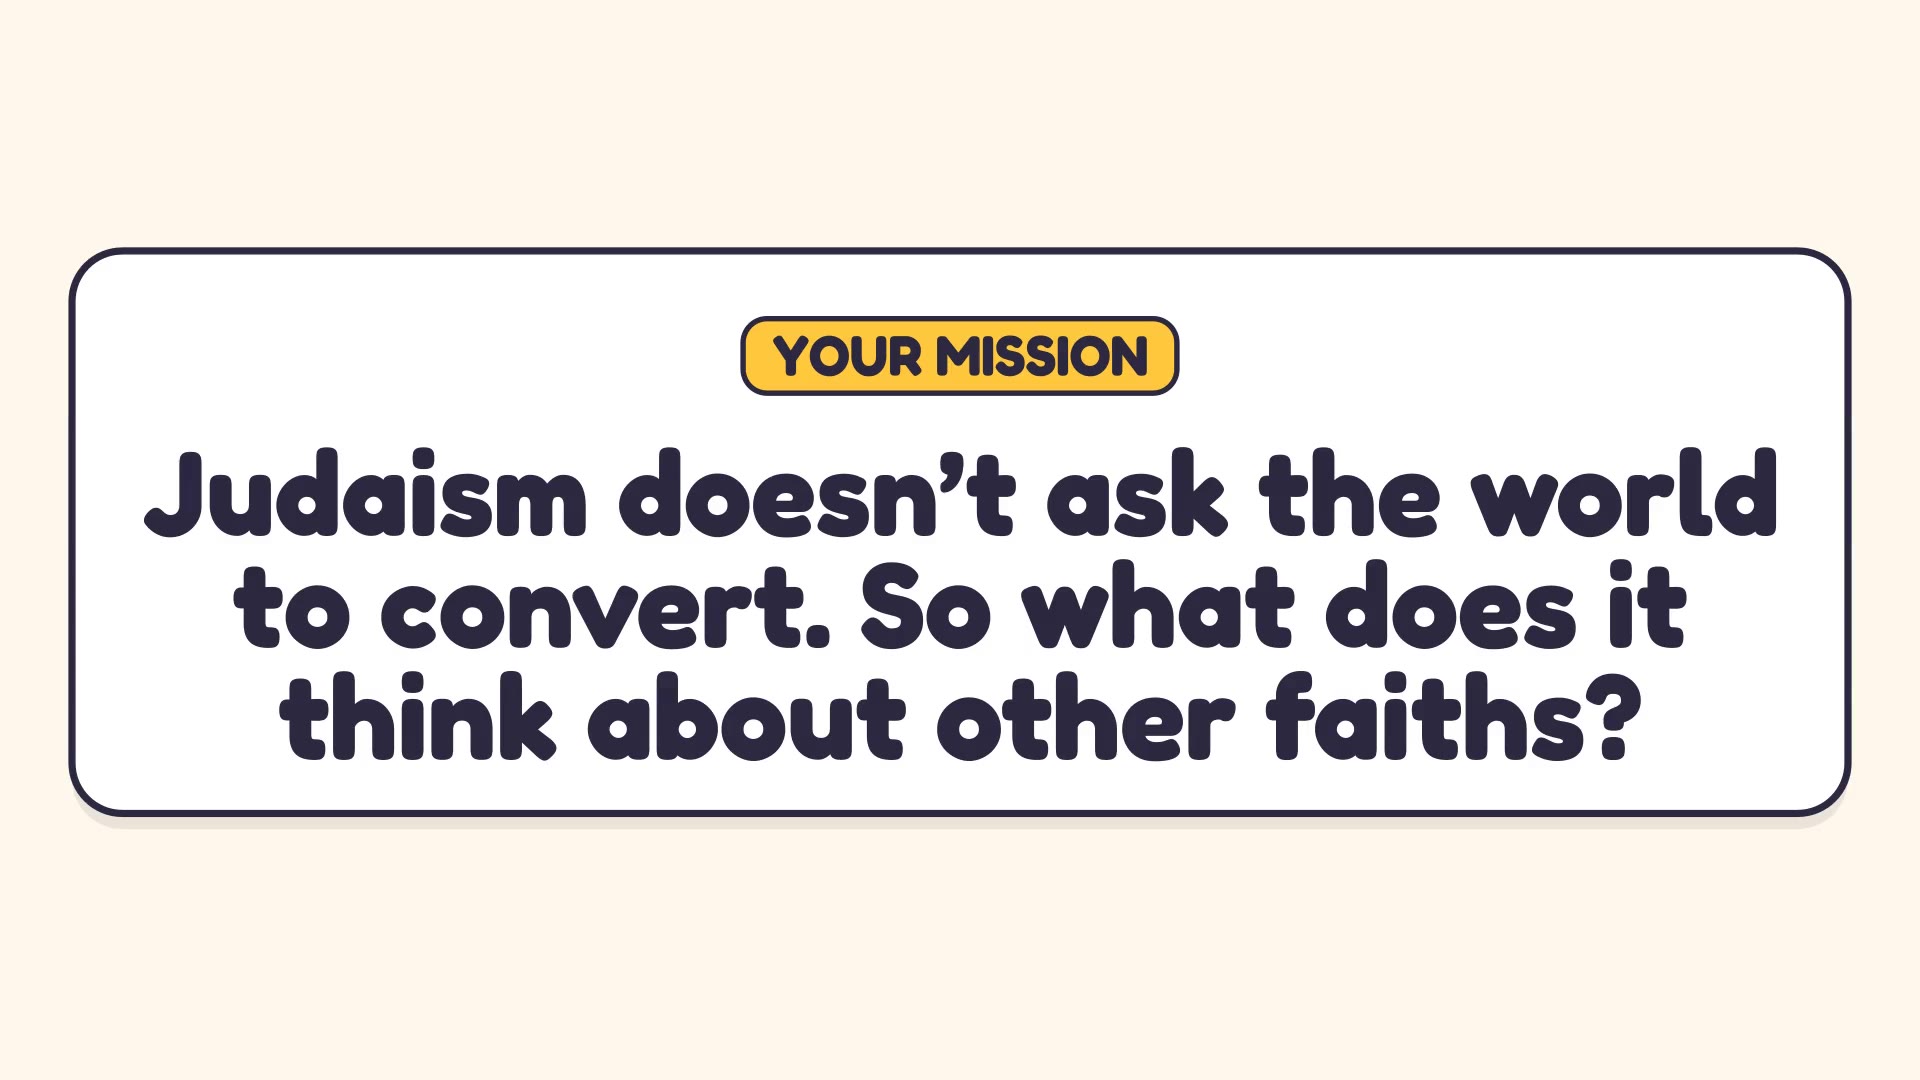 YOUR MISSION
Judaism doesn’t ask the world
to convert. So what does it
think about other faiths?